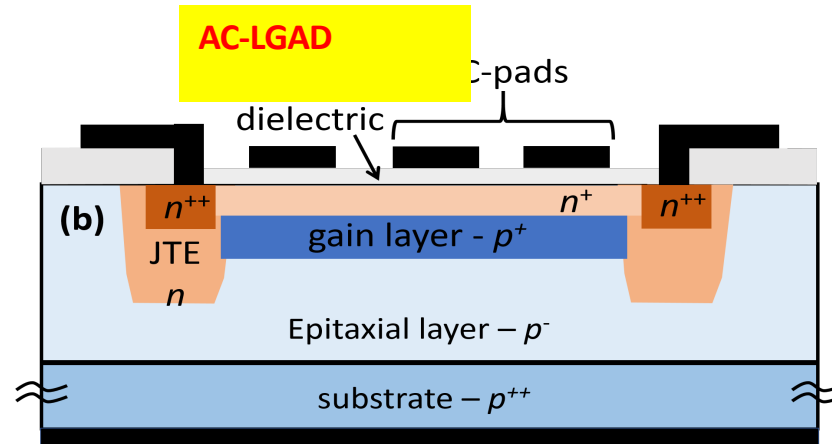 AC-LGAD
C-pads
dielectric
n++ n+ n++
(b)
gain layer - p+
JTE
n
Epitaxial layer – p-
substrate – p++